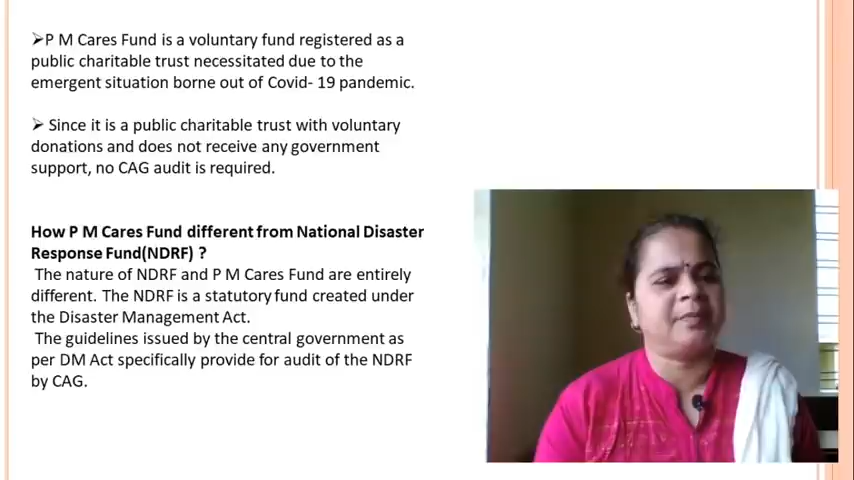 ➢P M Cares Fund is a voluntary fund registered as a
public charitable trust necessitated due to the
emergent situation borne out of Covid- 19 pandemic.
➢ Since it is a public charitable trust with voluntary
donations and does not receive any government
support, no CAG audit is required.
How P M Cares Fund different from National Disaster
Response Fund(NDRF) ?
The nature of NDRF and P M Cares Fund are entirely
different. The NDRF is a statutory fund created under
the Disaster Management Act.
The guidelines issued by the central government as
per DM Act specifically provide for audit of the NDRF
by CAG.